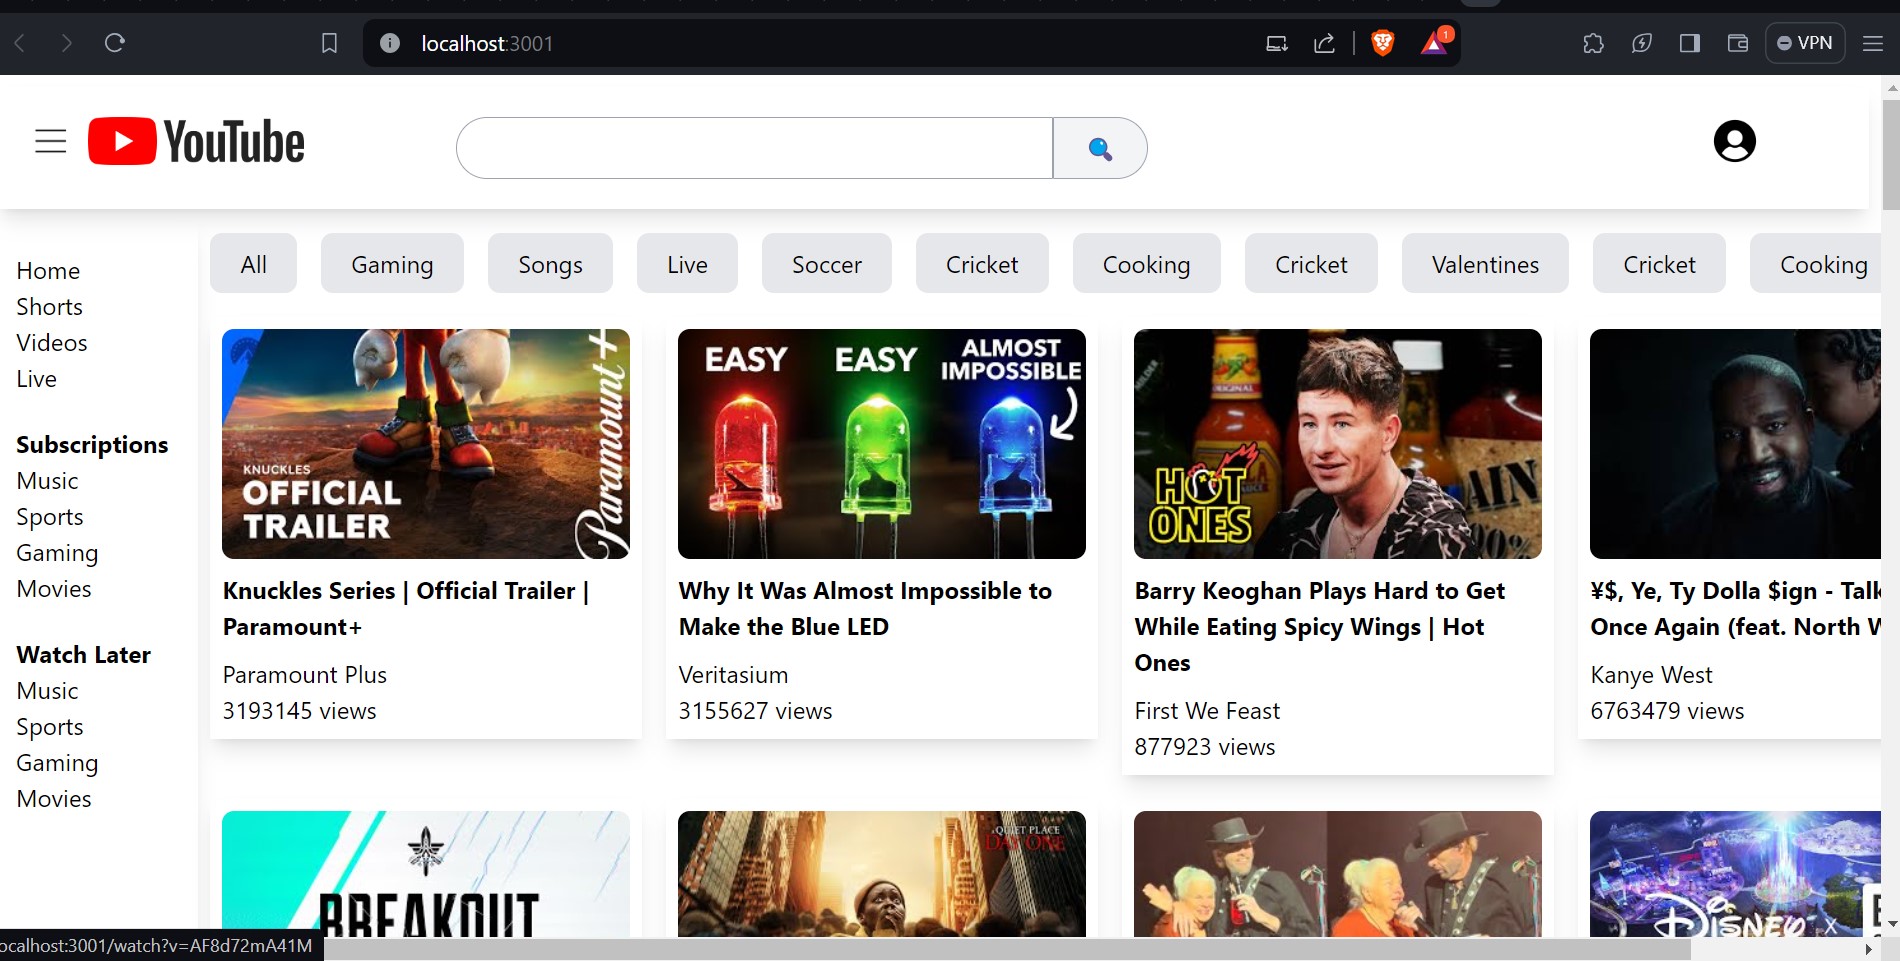 localhost:3001
1
VPN
YouTube
All
Gaming
Songs
Live
Soccer
Cricket
Cooking
Cricket
Valentines
Cricket
Cooking
Home
Shorts
Videos
Live
Subscriptions
Music
Sports
Gaming
Movies
Watch Later
Music
Sports
Gaming
Movies
KNUCKLES
OFFICIAL
TRAILER
Paramount+
Knuckles Series | Official Trailer |
Paramount+
Paramount Plus
3193145 views
EASY
EASY
ALMOST
IMPOSSIBLE
Why It Was Almost Impossible to
Make the Blue LED
Veritasium
3155627 views
ORIGINAL
HOT
ONES
Barry Keoghan Plays Hard to Get
While Eating Spicy Wings | Hot
Ones
First We Feast
877923 views
¥$, Ye, Ty Dolla $ign - Talk
Once Again (feat. North W
Kanye West
6763479 views
BREAKOUT
A QUIET PLACE
DAY ONE
DISNEY X
ocalhost:3001/watch?v=AF8d72mA41M